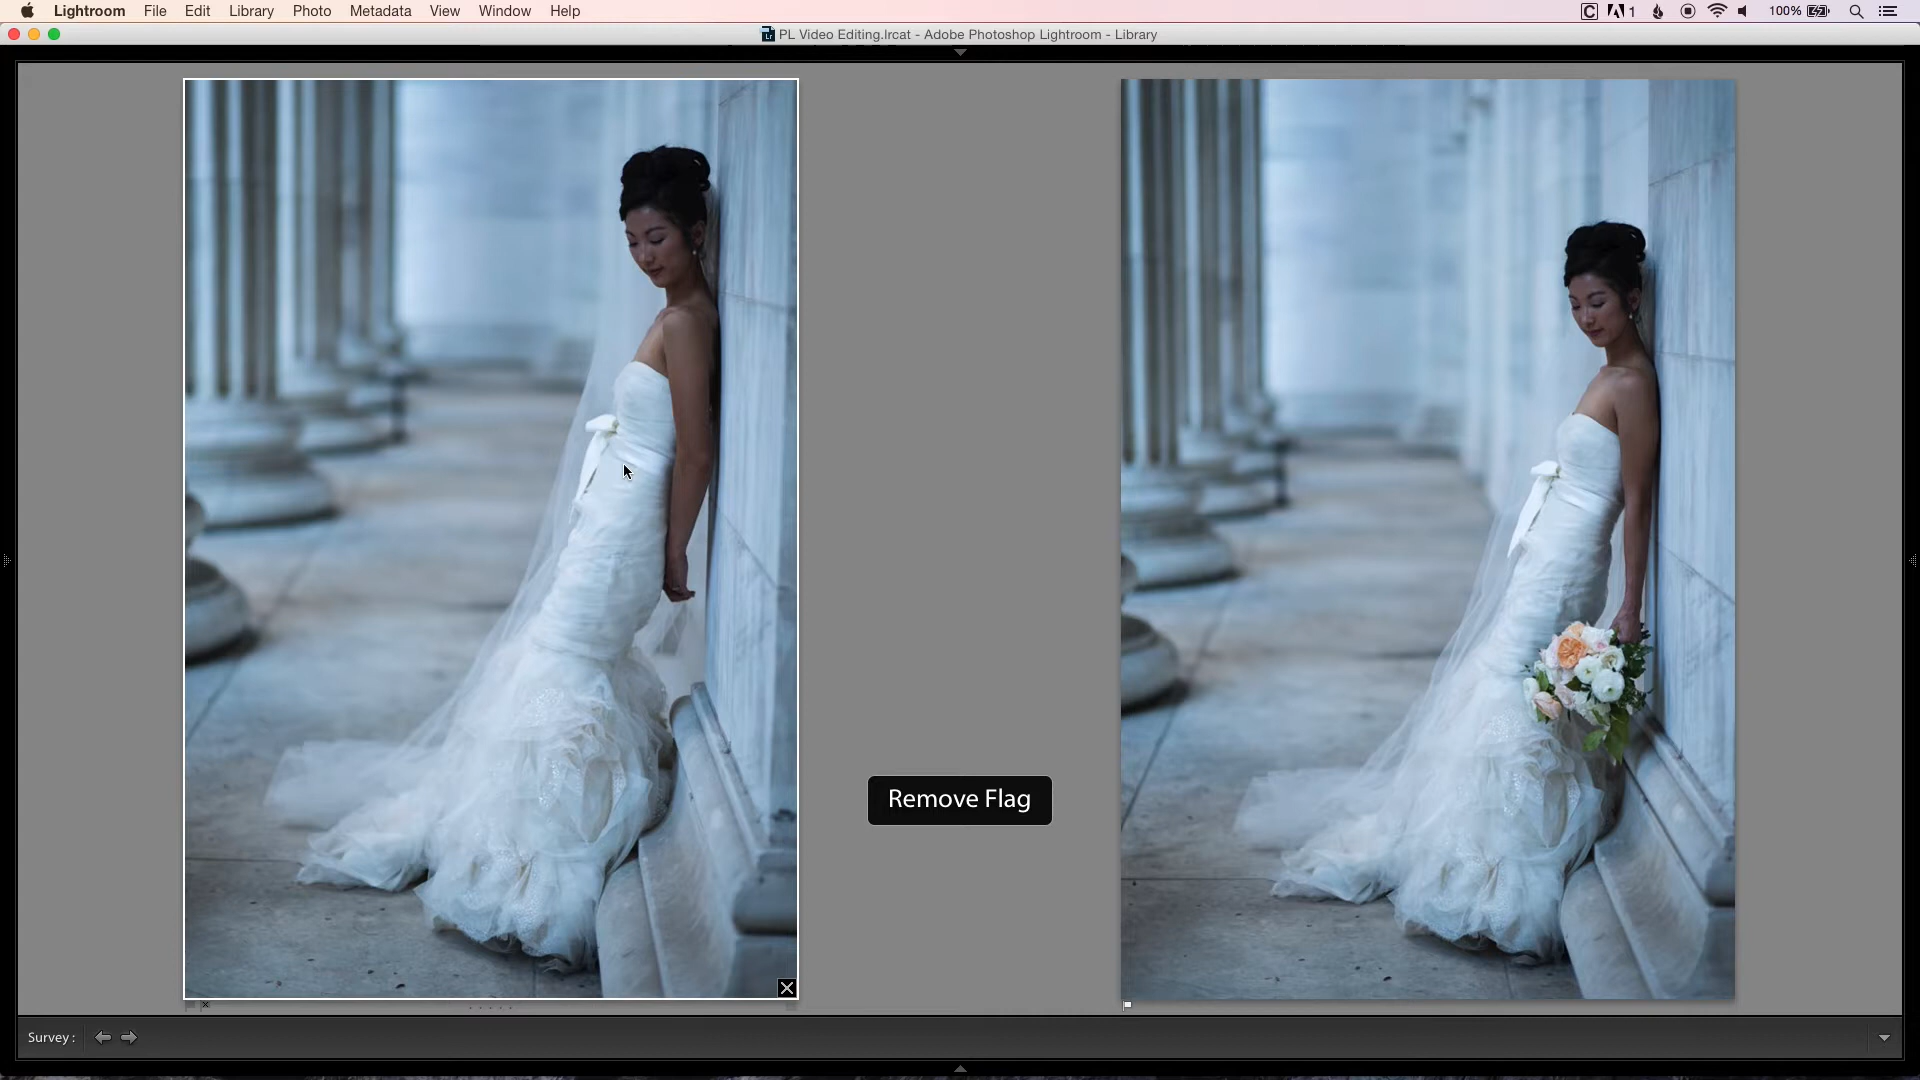 Lightroom File Edit Library Photo Metadata View Window Help 1 100%
PL Video Editing.lrcat - Adobe Photoshop Lightroom - Library
Remove Flag
Survey :